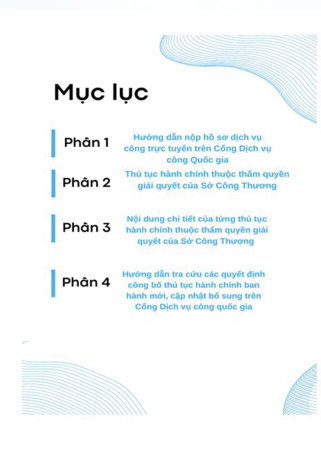 Mục lục
Phần 1
Hướng dẫn nộp hồ sơ dịch vụ
công trực tuyến trên Cổng Dịch vụ
công Quốc gia
Phần 2
Thủ tục hành chính thuộc thẩm quyền
giải quyết của Sở Công Thương
Phần 3
Nội dung chi tiết của từng thủ tục
hành chính thuộc thẩm quyền giải
quyết của Sở Công Thương
Phần 4
Hướng dẫn tra cứu các quyết định
công bố thủ tục hành chính ban
hành mới, cập nhật bổ sung trên
Cổng Dịch vụ công quốc gia